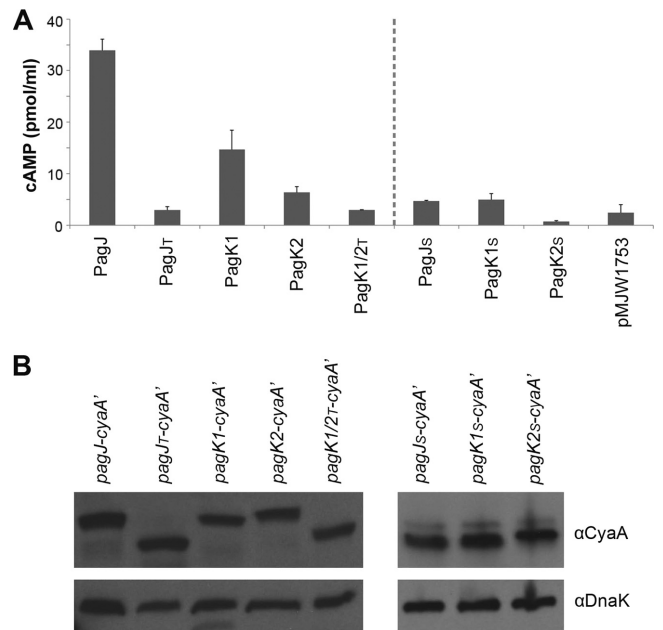 A
cAMP (pmol/ml)
40
30
20
10
0
PagJ
PagJT
PagK1
PagK2
PagK1/2T
PagJS
PagK1S
PagK2S
pMJW1753
B
pagJ-cyaA’
pagJT-cyaA’
pagK1-cyaA’
pagK2-cyaA’
pagK1/2T-cyaA’
pagJS-cyaA’
pagK1S-cyaA’
pagK2S-cyaA’
αCyaA
αDnaK